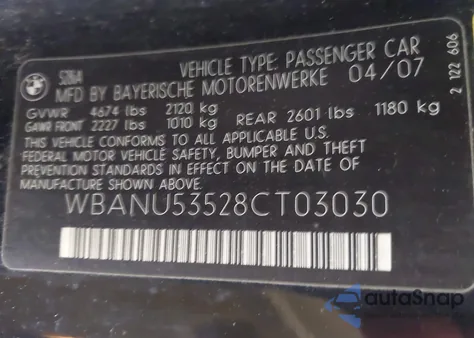 S26A VEHICLE TYPE: PASSENGER CAR
MFD BY BAYERISCHE MOTORENWERKE 04/07
GVWR 4674 lbs 2120 kg
GAWR FRONT 2227 lbs 1010 kg REAR 2601 lbs 1180 kg
THIS VEHICLE CONFORMS TO ALL APPLICABLE U.S.
FEDERAL MOTOR VEHICLE SAFETY, BUMPER AND THEFT
PREVENTION STANDARDS IN EFFECT ON THE DATE OF
MANUFACTURE SHOWN ABOVE.
WBANU53528CT03030
2 122 606
autoSnap